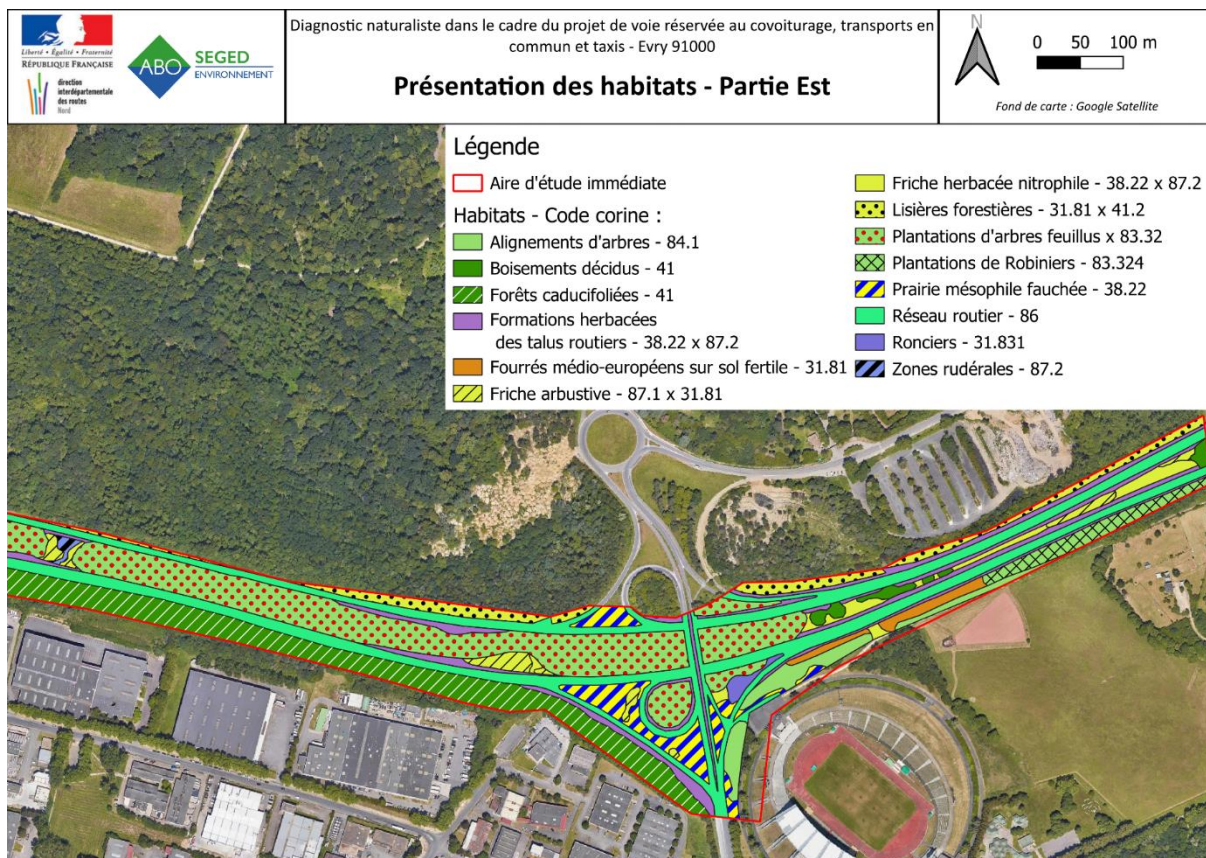 Liberté • Égalité • Fraternité
RÉPUBLIQUE FRANÇAISE
direction
interdépartementale
des routes
Nord
ABO
SEGED
ENVIRONNEMENT
Diagnostic naturaliste dans le cadre du projet de voie réservée au covoiturage, transports en
commun et taxis - Evry 91000
Présentation des habitats - Partie Est
N
0 50 100 m
Fond de carte : Google Satellite
Légende
Aire d'étude immédiate
Habitats - Code corine :
Alignements d'arbres - 84.1
Boisements décidus - 41
Forêts caducifoliées - 41
Formations herbacées
des talus routiers - 38.22 x 87.2
Fourrés médio-européens sur sol fertile - 31.81
Friche arbustive - 87.1 x 31.81
Friche herbacée nitrophile - 38.22 x 87.2
Lisières forestières - 31.81 x 41.2
Plantations d'arbres feuillus x 83.32
Plantations de Robiniers - 83.324
Prairie mésophile fauchée - 38.22
Réseau routier - 86
Ronciers - 31.831
Zones rudérales - 87.2